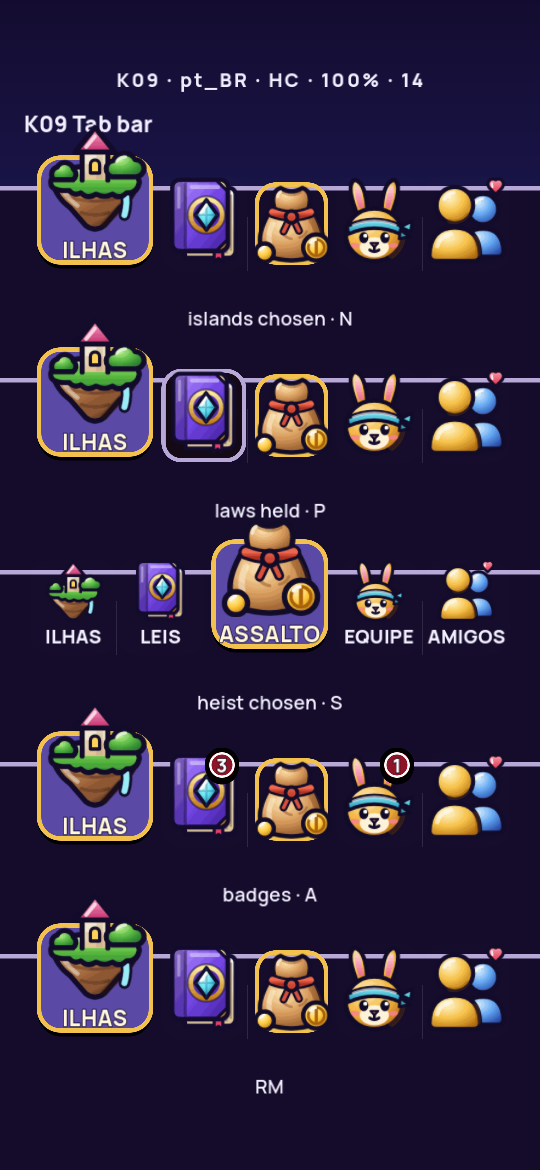 K09 · pt_BR · HC · 100% · 14
K09 Tab bar
ILHAS
islands chosen · N
ILHAS
laws held · P
ILHAS LEIS ASSALTO EQUIPE AMIGOS
heist chosen · S
3 1
ILHAS
badges · A
ILHAS
RM